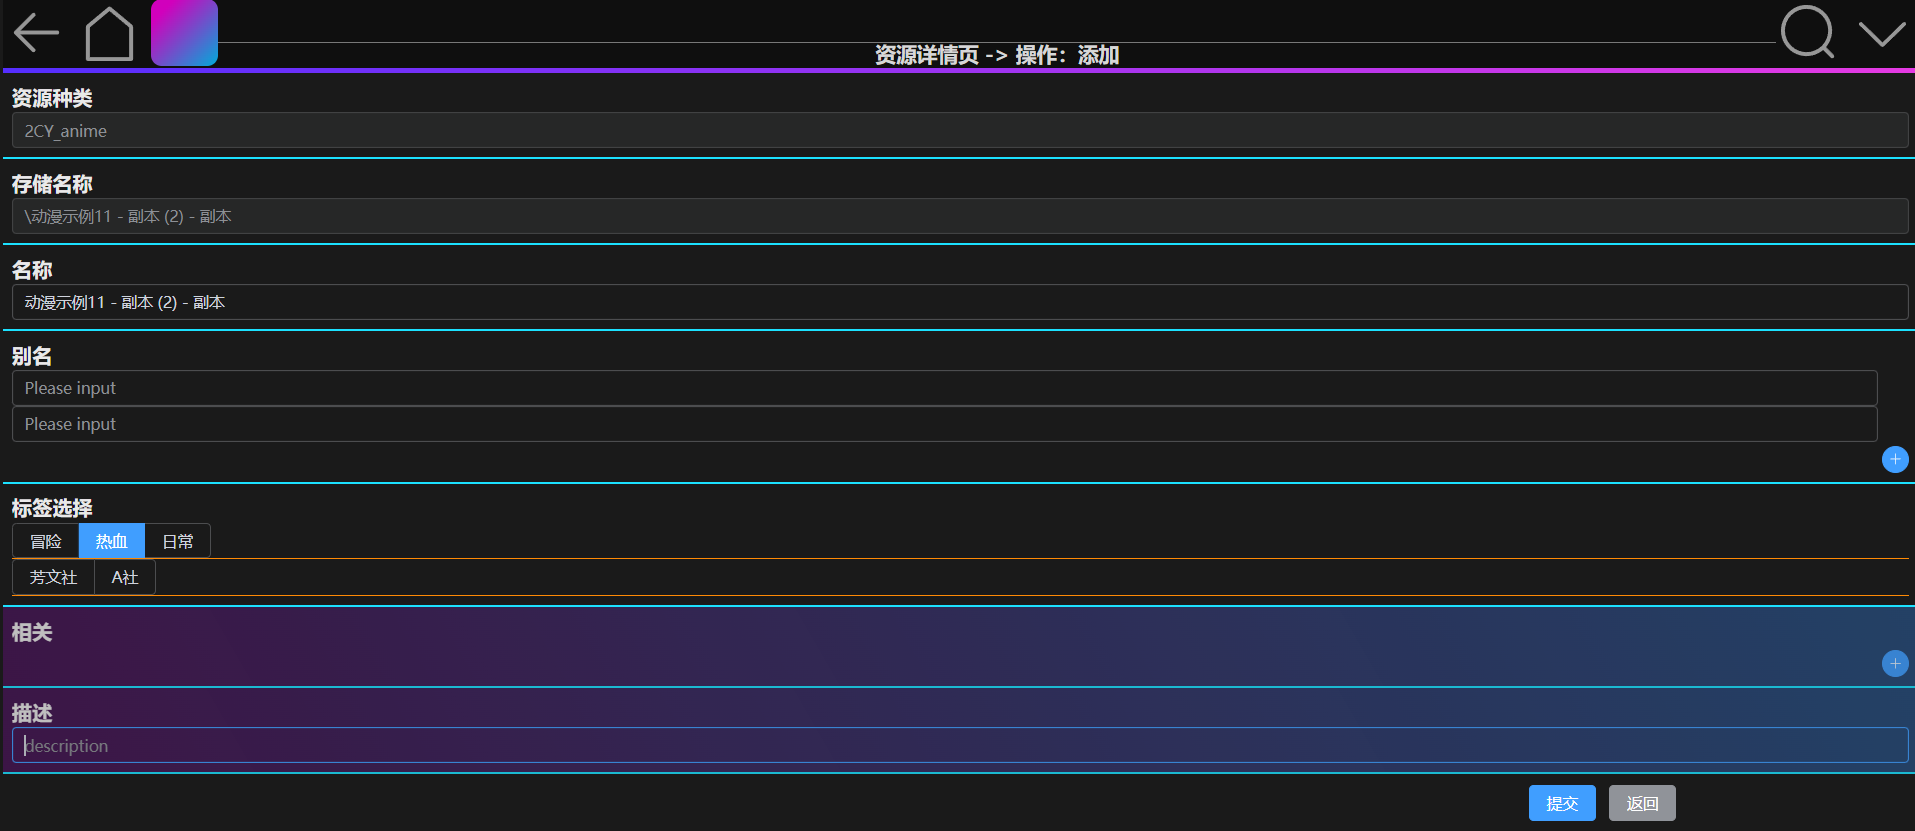 资源详情页 -> 操作：添加
资源种类
2CY_anime
存储名称
\动漫示例11 - 副本 (2) - 副本
名称
动漫示例11 - 副本 (2) - 副本
别名
Please input
Please input
标签选择
冒险 热血 日常
芳文社 A社
相关
描述
description
提交 返回